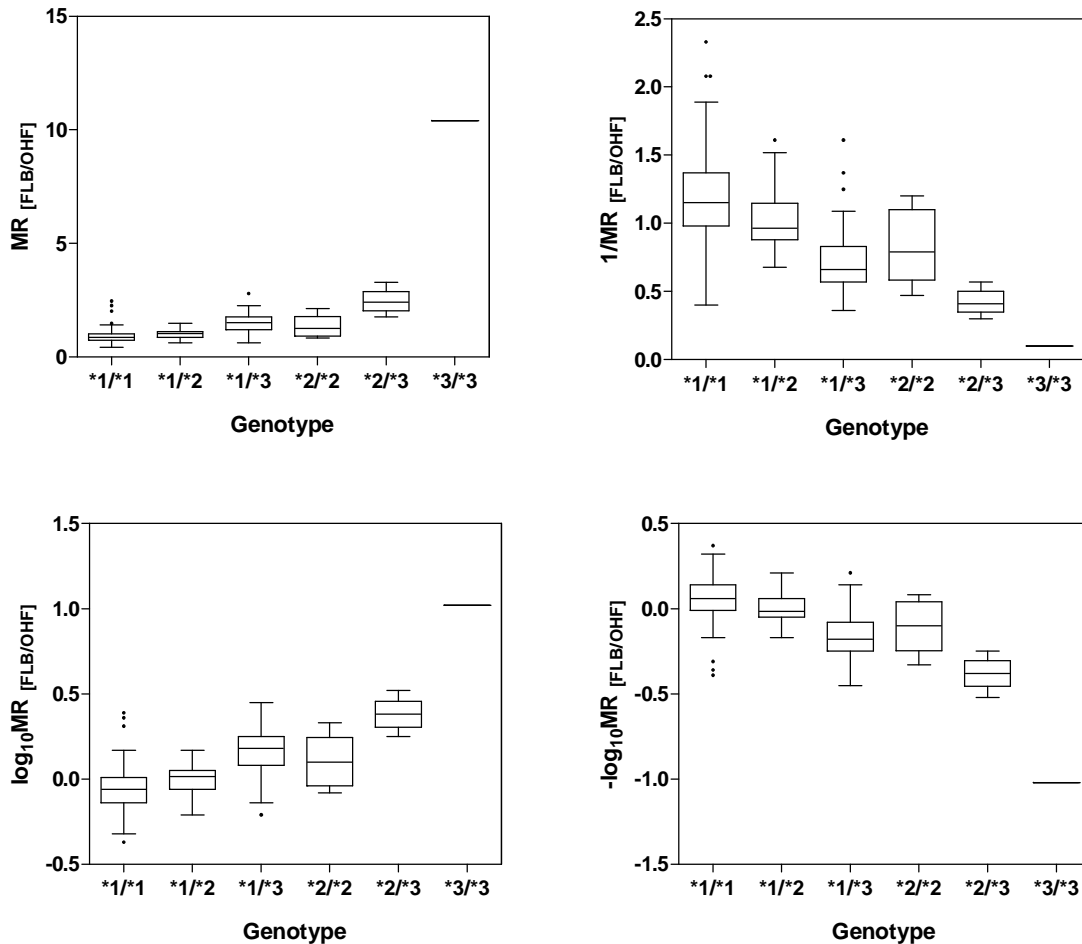 MR [FLB/OHF]
15
10
5
0
*1/*1 *1/*2 *1/*3 *2/*2 *2/*3 *3/*3
Genotype
1/MR [FLB/OHF]
2.5
2.0
1.5
1.0
0.5
0.0
*1/*1 *1/*2 *1/*3 *2/*2 *2/*3 *3/*3
Genotype
log10MR [FLB/OHF]
1.5
1.0
0.5
0.0
-0.5
*1/*1 *1/*2 *1/*3 *2/*2 *2/*3 *3/*3
Genotype
-log10MR [FLB/OHF]
0.5
0.0
-0.5
-1.0
-1.5
*1/*1 *1/*2 *1/*3 *2/*2 *2/*3 *3/*3
Genotype